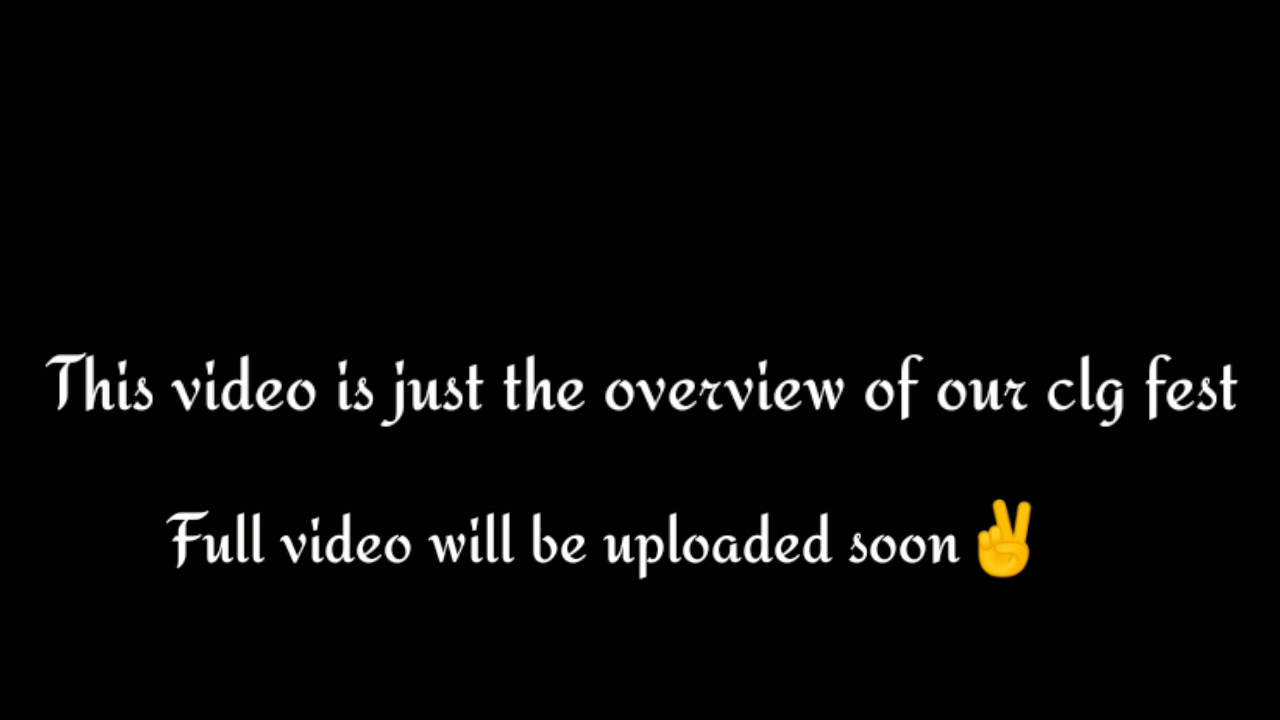 This video is just the overview of our clg fest
Full video will be uploaded soon✌️